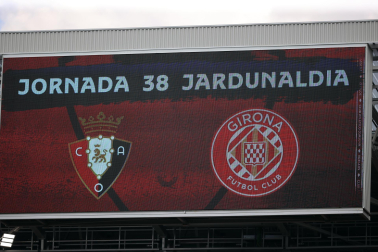 JORNADA 38 JARDUNALDIA
C A
O
GIRONA
FUTBOL CLUB